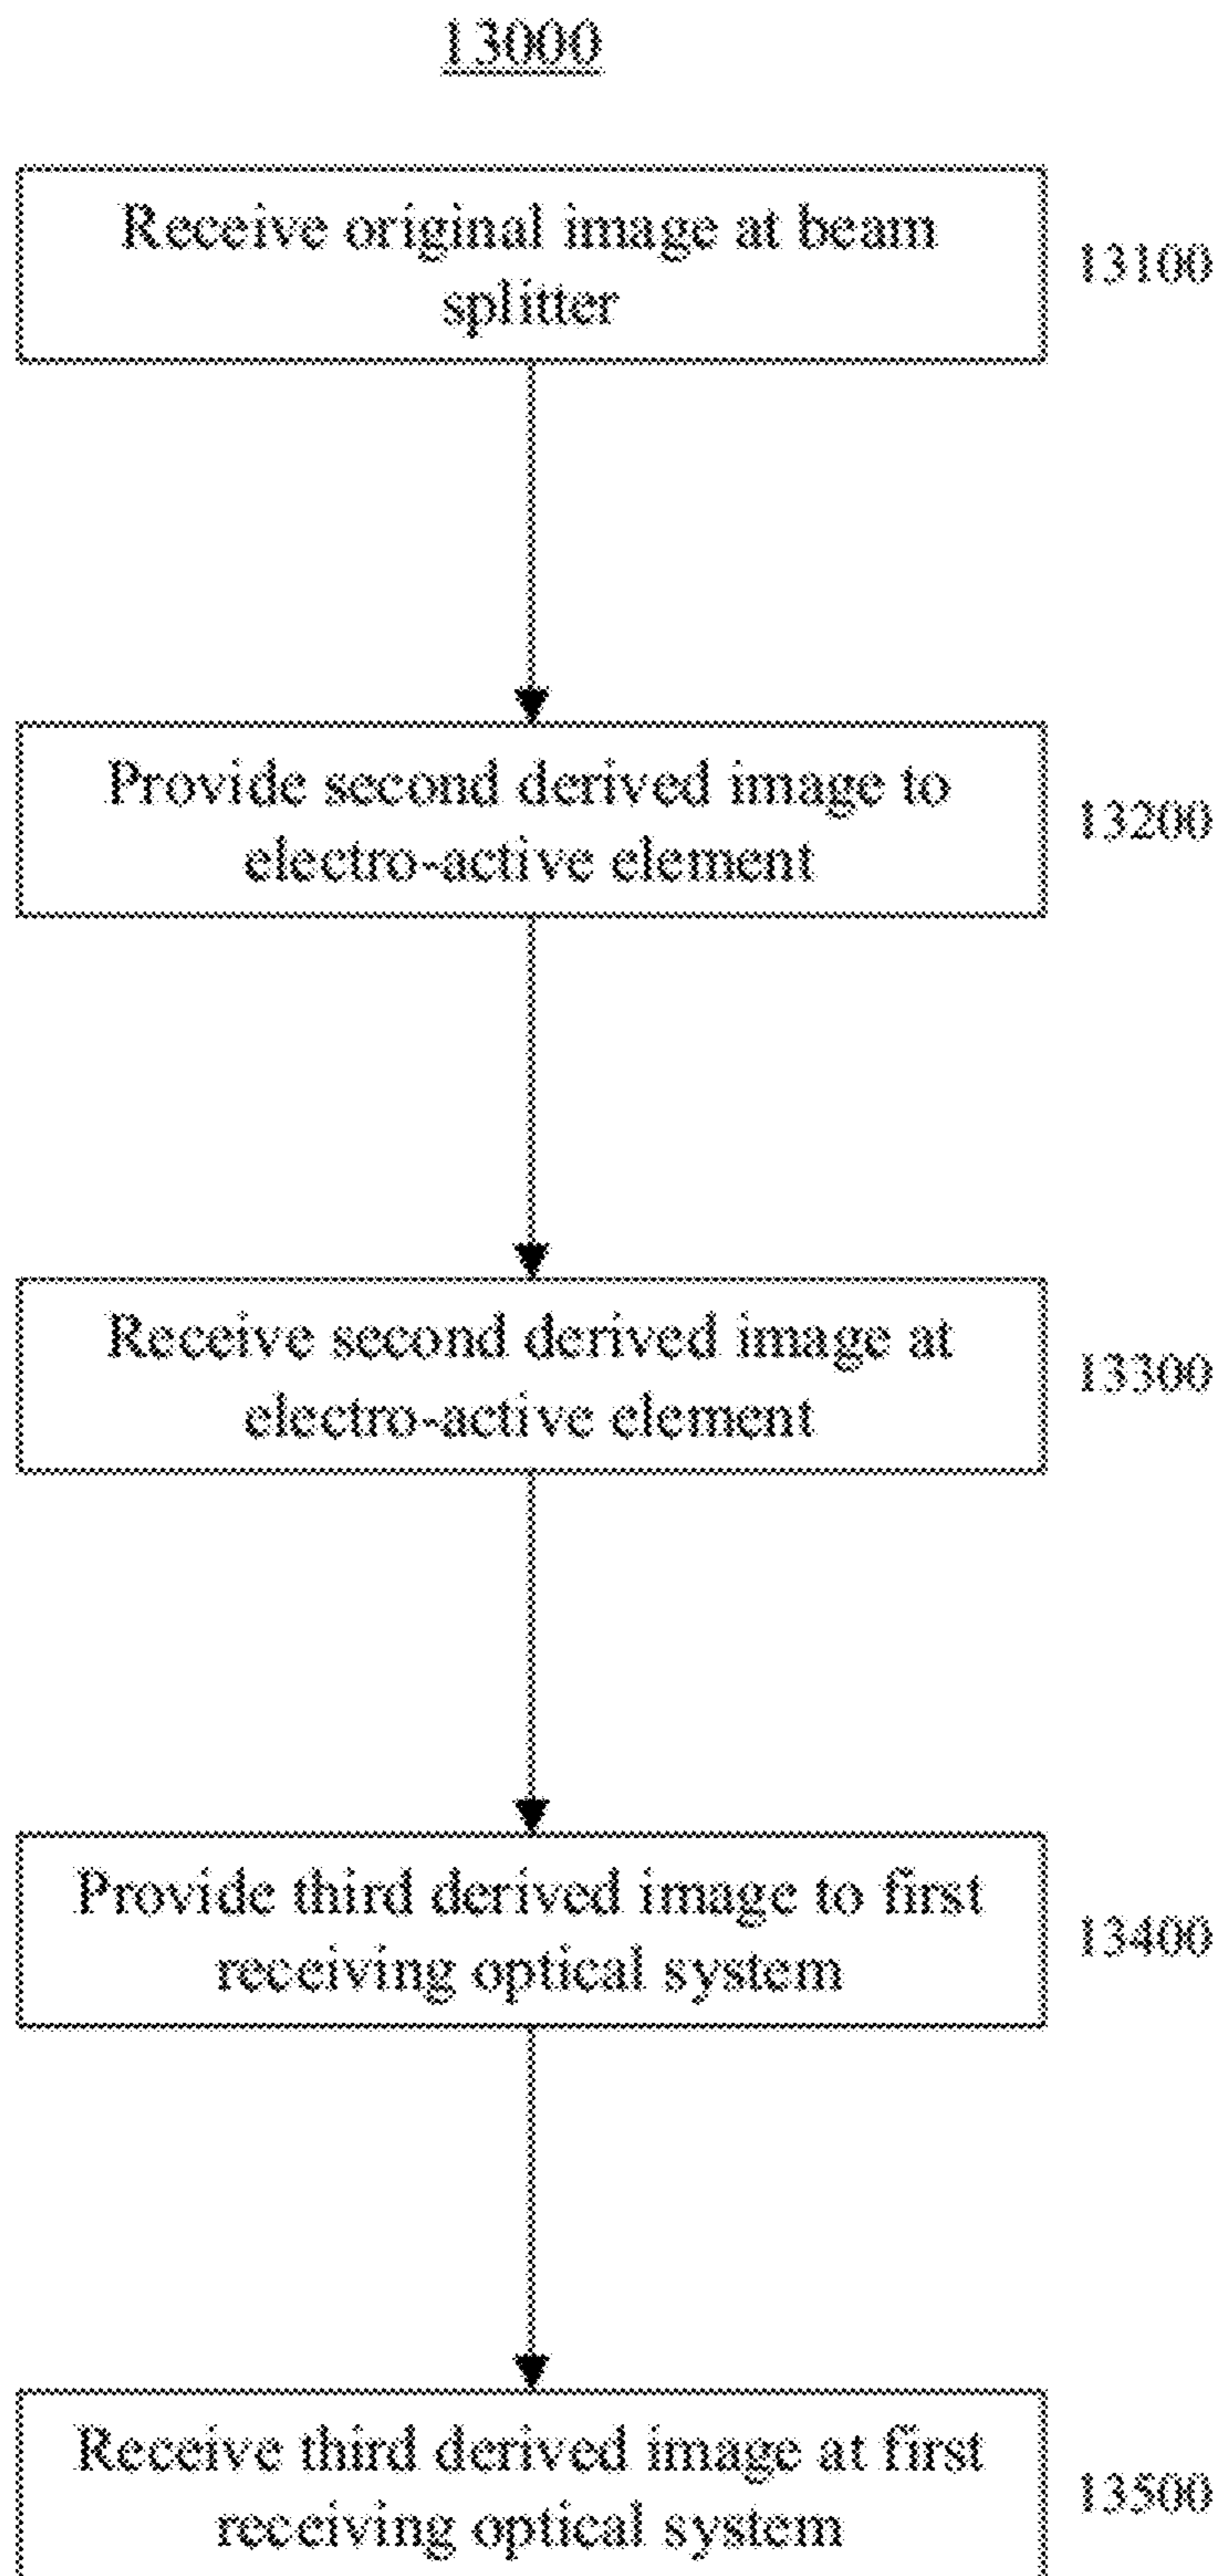 13000
Receive original image at beam
splitter
13100
Provide second derived image to
electro-active element
13200
Receive second derived image at
electro-active element
13300
Provide third derived image to first
receiving optical system
13400
Receive third derived image at first
receiving optical system
13500